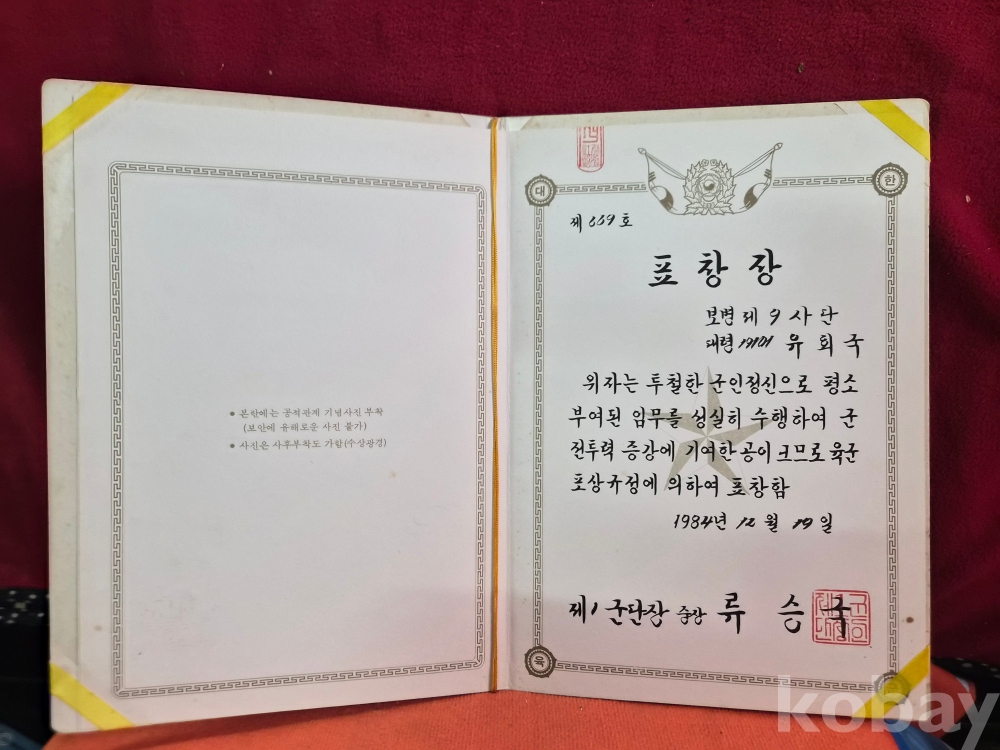 ● 본란에는 공적관계 기념사진 부착
(보안에 유해로운 사진 불가)
● 사진은 사후부착도 가함(수상광경)
대
한
제 669 호
표창장
보병 제 9 사단
대령 유회국
위자는 투철한 군인정신으로 평소
부여된 임무를 성실히 수행하여 군
전투력 증강에 기여한 공이 크므로 육군
포상규정에 의하여 표창함
1984년 12월 19일
제1군단장 중장 류승국
육
kobay